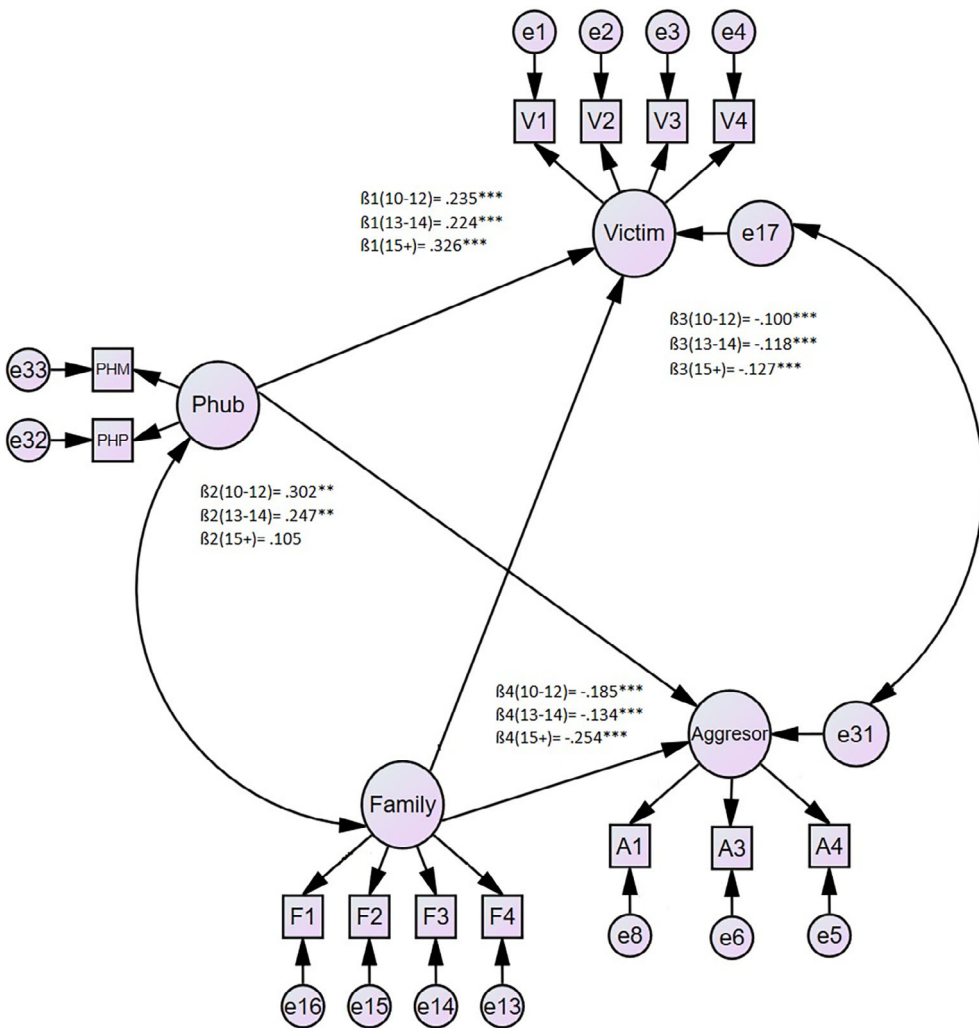 e1
e2
e3
e4
V1
V2
V3
V4
ß1(10-12)= .235***
ß1(13-14)= .224***
ß1(15+)= .326***
Victim
e17
ß3(10-12)= -.100***
ß3(13-14)= -.118***
ß3(15+)= -.127***
e33
PHM
Phub
e32
PHP
ß2(10-12)= .302**
ß2(13-14)= .247**
ß2(15+)= .105
ß4(10-12)= -.185***
ß4(13-14)= -.134***
ß4(15+)= -.254***
Aggresor
e31
Family
A1
A3
A4
F1
F2
F3
F4
e8
e6
e5
e16
e15
e14
e13